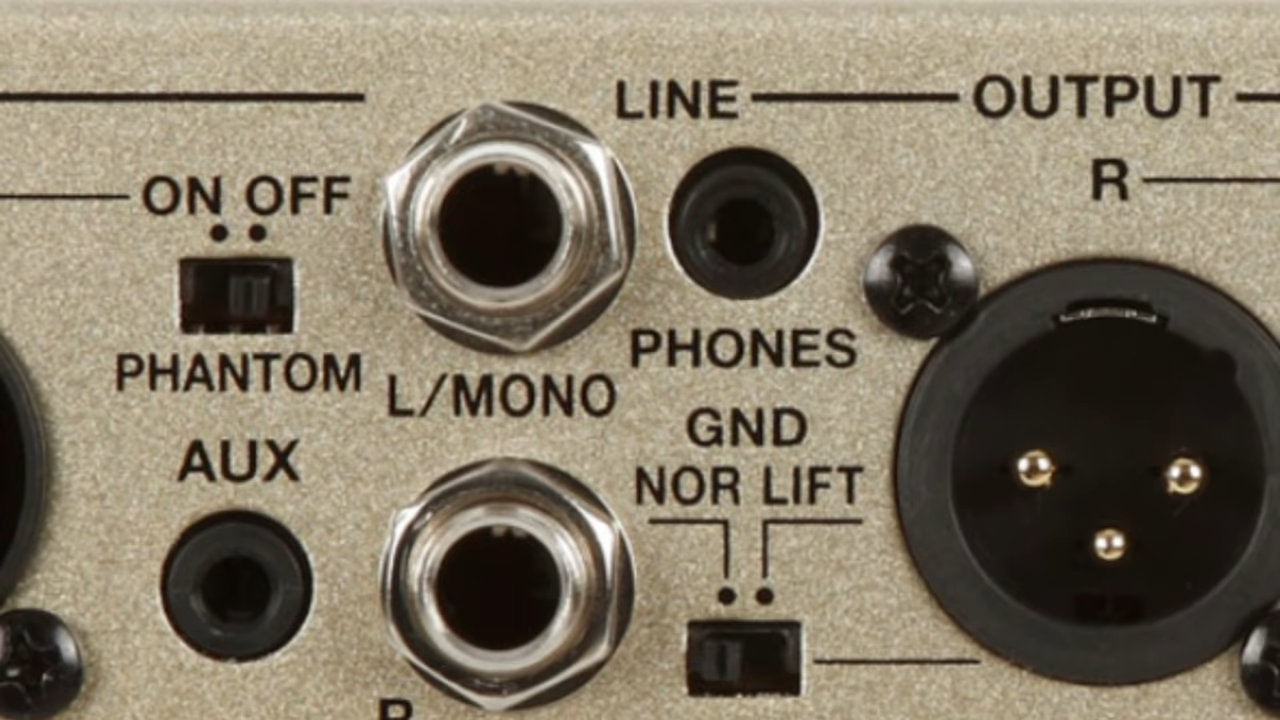 LINE
OUTPUT
R
ON OFF
PHANTOM
L/MONO
PHONES
AUX
GND
NOR LIFT
R